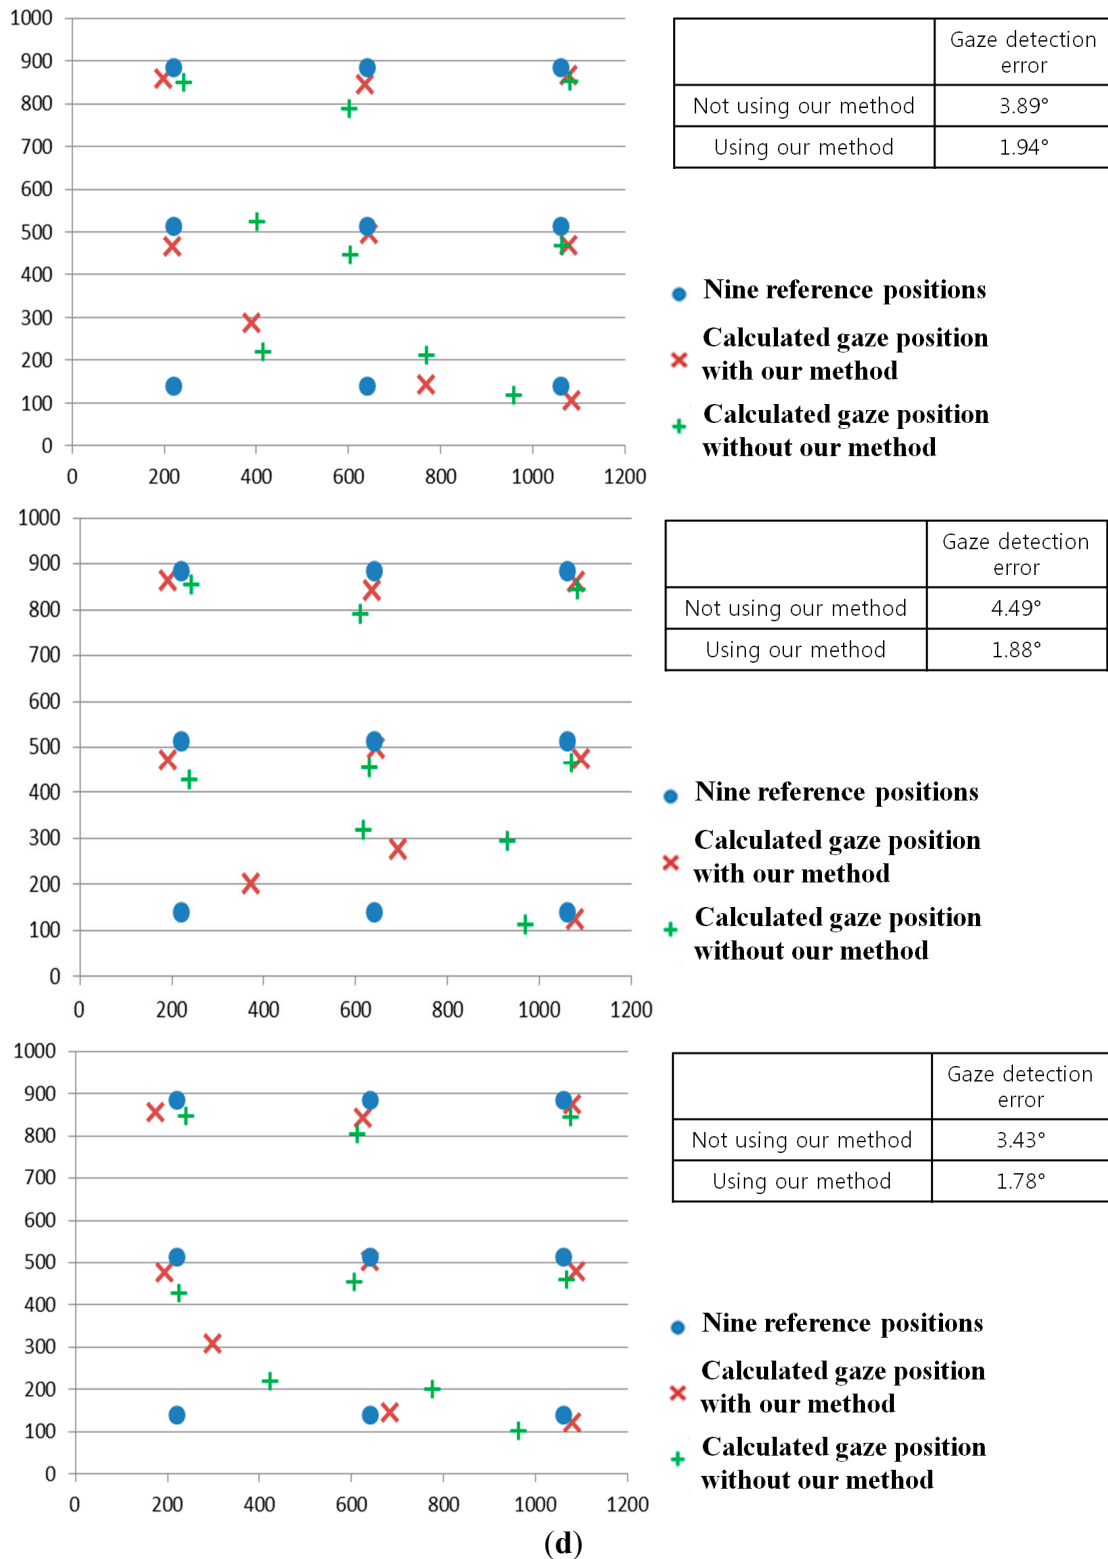 1000
900
800
700
600
500
400
300
200
100
0
0 200 400 600 800 1000 1200
Gaze detection
error
Not using our method 3.89°
Using our method 1.94°
Nine reference positions
Calculated gaze position
with our method
Calculated gaze position
without our method
1000
900
800
700
600
500
400
300
200
100
0
0 200 400 600 800 1000 1200
Gaze detection
error
Not using our method 4.49°
Using our method 1.88°
Nine reference positions
Calculated gaze position
with our method
Calculated gaze position
without our method
1000
900
800
700
600
500
400
300
200
100
0
0 200 400 600 800 1000 1200
Gaze detection
error
Not using our method 3.43°
Using our method 1.78°
Nine reference positions
Calculated gaze position
with our method
Calculated gaze position
without our method
(d)